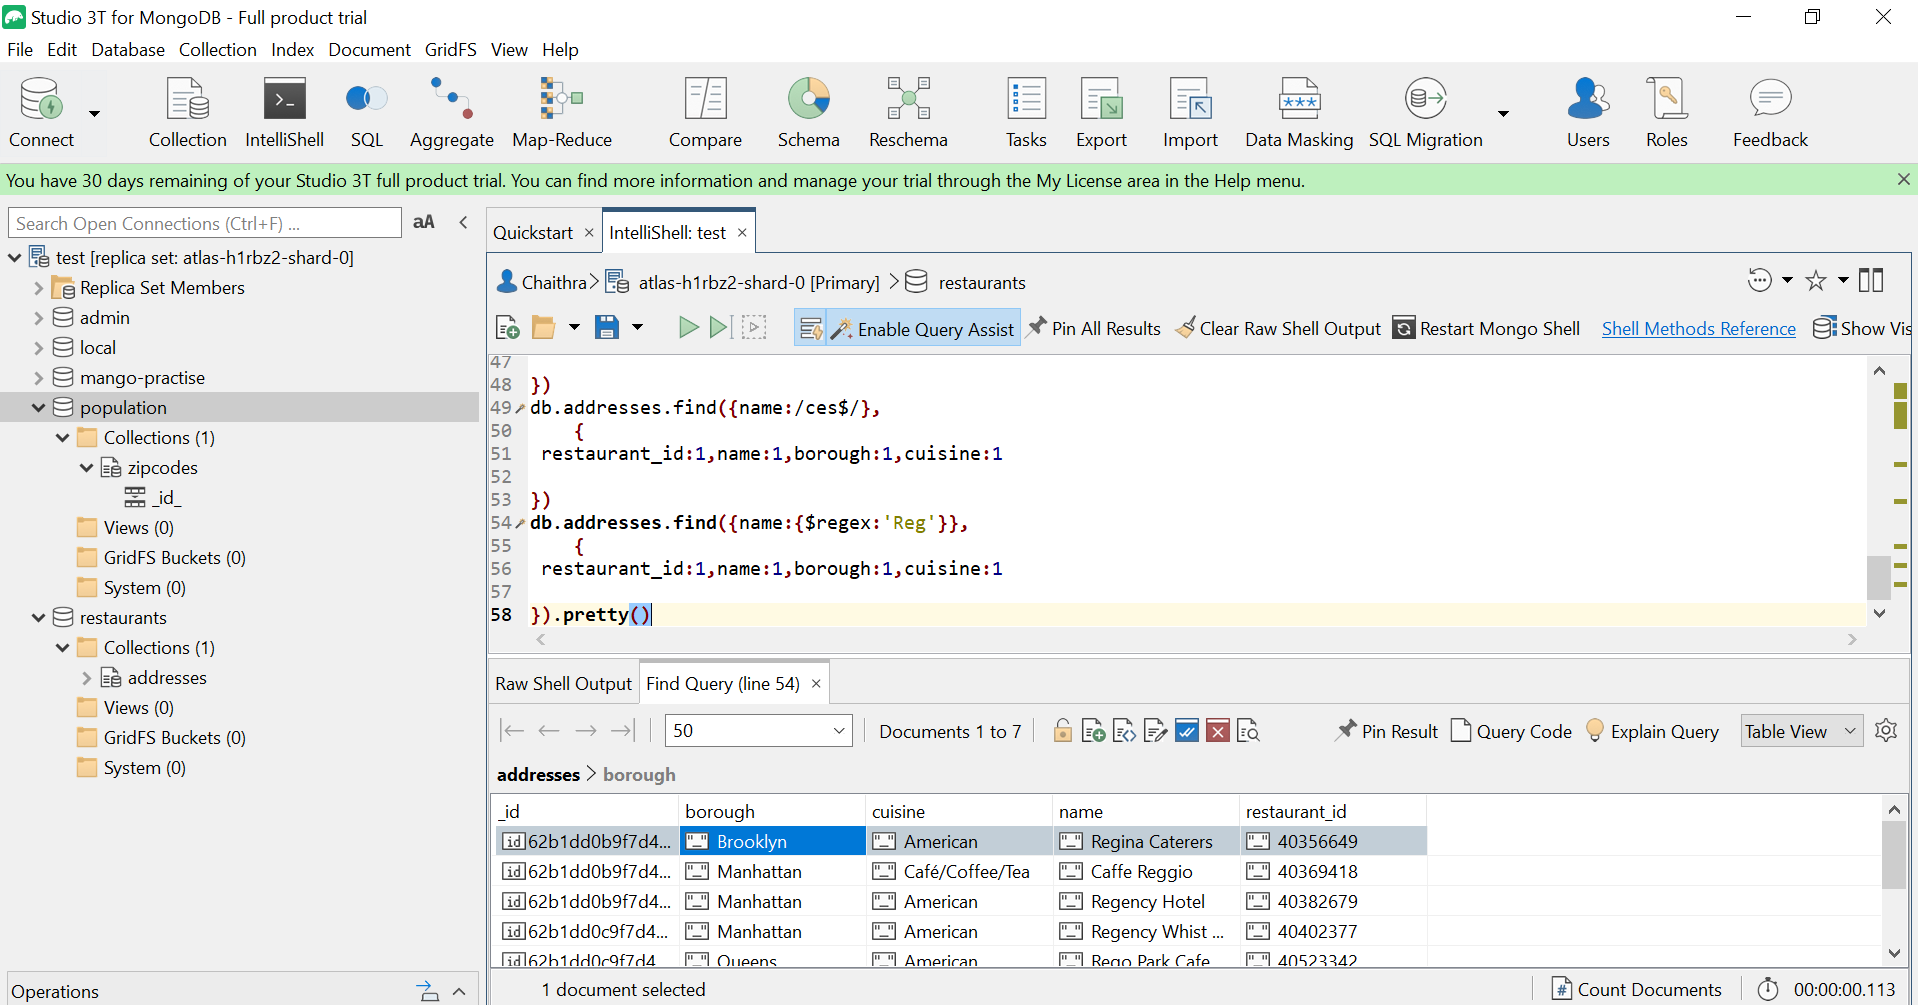 Studio 3T for MongoDB - Full product trial
File Edit Database Collection Index Document GridFS View Help
Connect Collection IntelliShell SQL Aggregate Map-Reduce Compare Schema Reschema Tasks Export Import Data Masking SQL Migration Users Roles Feedback
You have 30 days remaining of your Studio 3T full product trial. You can find more information and manage your trial through the My License area in the Help menu.
Search Open Connections (Ctrl+F) ... aA
test [replica set: atlas-h1rbz2-shard-0]
Replica Set Members
admin
local
mango-practise
population
Collections (1)
zipcodes
_id_
Views (0)
GridFS Buckets (0)
System (0)
restaurants
Collections (1)
addresses
Views (0)
GridFS Buckets (0)
System (0)
Operations
Quickstart × IntelliShell: test ×
Chaithra atlas-h1rbz2-shard-0 [Primary] restaurants
Enable Query Assist Pin All Results Clear Raw Shell Output Restart Mongo Shell Shell Methods Reference Show Vis
47
48 })
49 db.addresses.find({name:/ces$/},
50 {
51 restaurant_id:1,name:1,borough:1,cuisine:1
52
53 })
54 db.addresses.find({name:{$regex:'Reg'}},
55 {
56 restaurant_id:1,name:1,borough:1,cuisine:1
57
58 }).pretty()
Raw Shell Output Find Query (line 54) ×
50 Documents 1 to 7 Pin Result Query Code Explain Query Table View
addresses > borough
_id borough cuisine name restaurant_id
id 62b1dd0b9f7d4... Brooklyn American Regina Caterers 40356649
id 62b1dd0b9f7d4... Manhattan Café/Coffee/Tea Caffe Reggio 40369418
id 62b1dd0b9f7d4... Manhattan American Regency Hotel 40382679
id 62b1dd0c9f7d4... Manhattan American Regency Whist ... 40402377
id 62b1dd0c9f7d4 Queens American Rego Park Cafe 40523342
1 document selected Count Documents 00:00:00.113